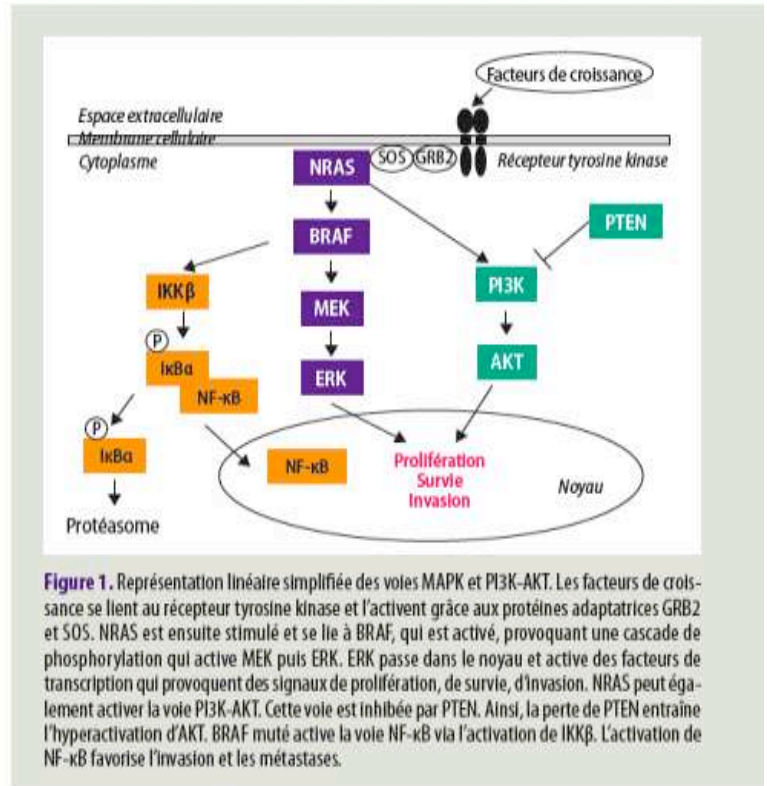 Facteurs de croissance
Espace extracellulaire
Membrane cellulaire
Cytoplasme
SOS
GRB2
Récepteur tyrosine kinase
NRAS
PTEN
BRAF
IKKβ
PI3K
MEK
P
IκBα
NF-κB
AKT
ERK
P
IκBα
NF-κB
Prolifération
Survie
Invasion
Noyau
Protéasome
Figure 1. Représentation linéaire simplifiée des voies MAPK et PI3K-AKT. Les facteurs de crois-
sance se lient au récepteur tyrosine kinase et l'activent grâce aux protéines adaptatrices GRB2
et SOS. NRAS est ensuite stimulé et se lie à BRAF, qui est activé, provoquant une cascade de
phosphorylation qui active MEK puis ERK. ERK passe dans le noyau et active des facteurs de
transcription qui provoquent des signaux de prolifération, de survie, d'invasion. NRAS peut éga-
lement activer la voie PI3K-AKT. Cette voie est inhibée par PTEN. Ainsi, la perte de PTEN entraîne
l'hyperactivation d'AKT. BRAF muté active la voie NF-κB via l'activation de IKKβ. L'activation de
NF-κB favorise l'invasion et les métastases.